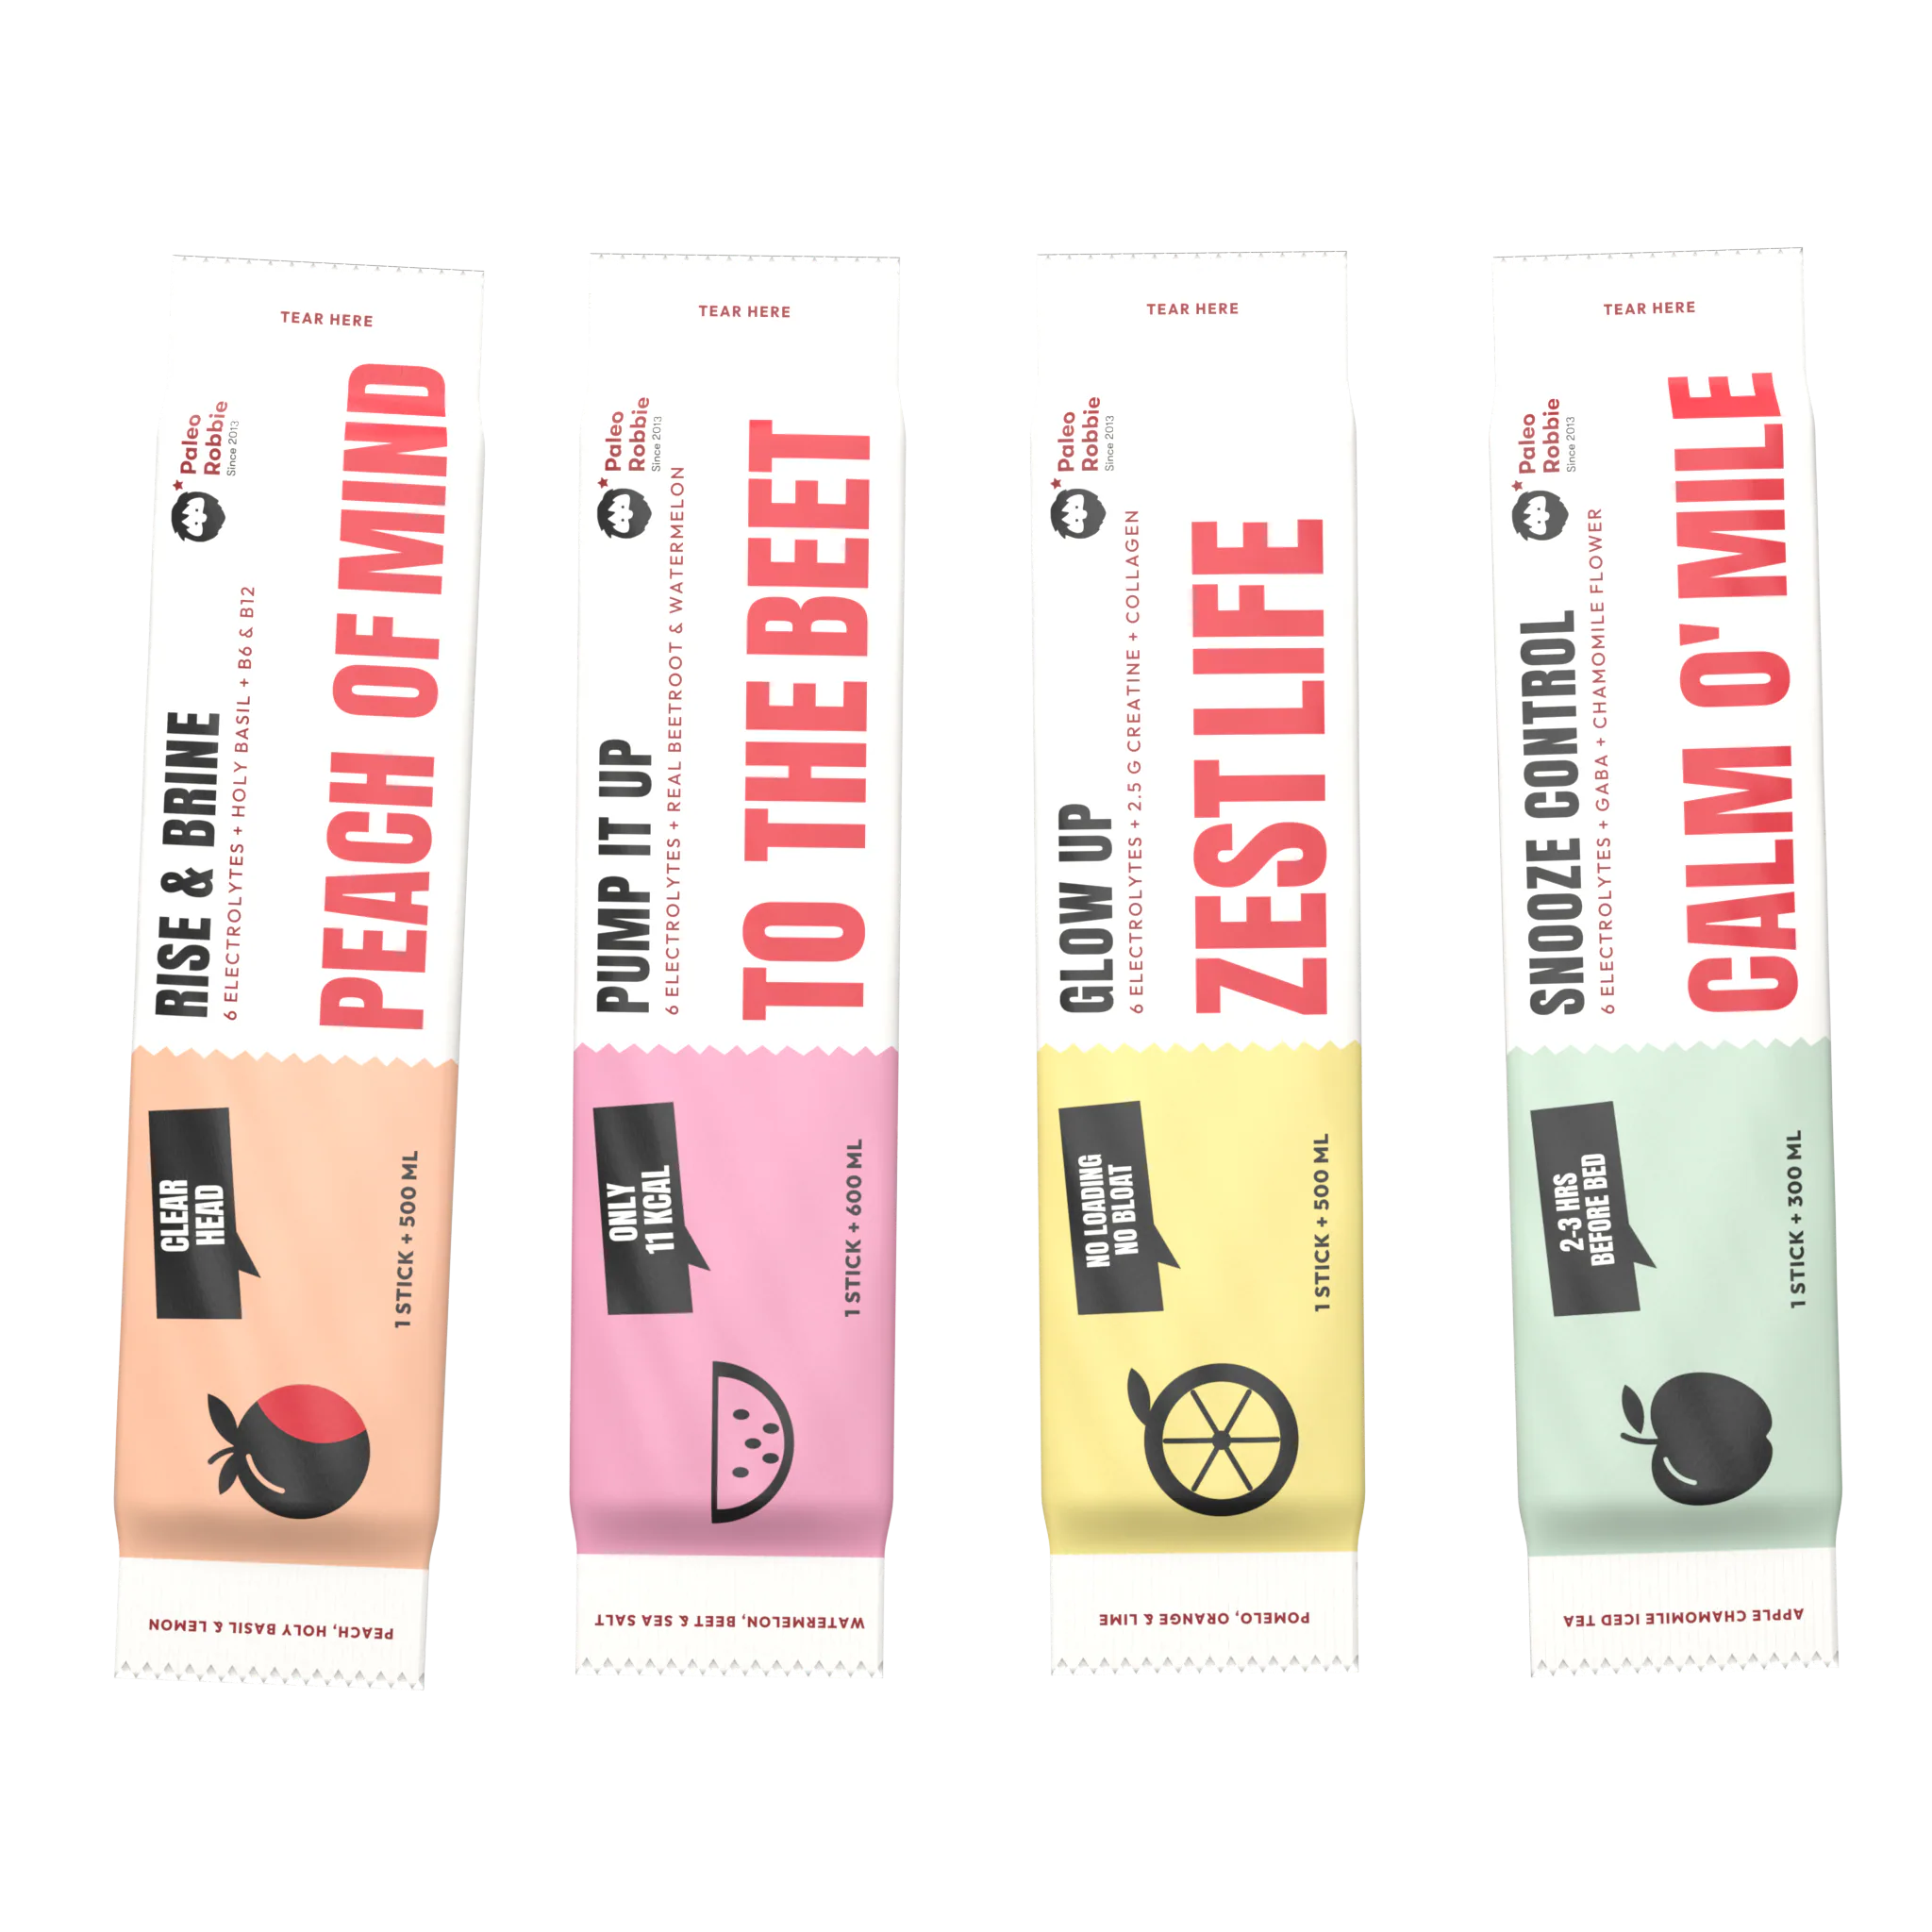 TEAR HERE
Paleo
Robbie
Since 2013
RISE & BRINE
6 ELECTROLYTES + HOLY BASIL + B6 & B12
PEACH OF MIND
CLEAR
HEAD
1 STICK + 500 ML
PEACH, HOLY BASIL & LEMON
TEAR HERE
Paleo
Robbie
Since 2013
PUMP IT UP
6 ELECTROLYTES + REAL BEETROOT & WATERMELON
TO THE BEET
ONLY
11 KCAL
1 STICK + 600 ML
WATERMELON, BEET & SEA SALT
TEAR HERE
Paleo
Robbie
Since 2013
GLOW UP
6 ELECTROLYTES + 2.5 G CREATINE + COLLAGEN
ZEST LIFE
NO LOADING
NO BLOAT
1 STICK + 500 ML
POMELO, ORANGE & LIME
TEAR HERE
Paleo
Robbie
Since 2013
SNOOZE CONTROL
6 ELECTROLYTES + GABA + CHAMOMILE FLOWER
CALM O' MILE
2-3 HRS
BEFORE BED
1 STICK + 300 ML
APPLE CHAMOMILE ICED TEA